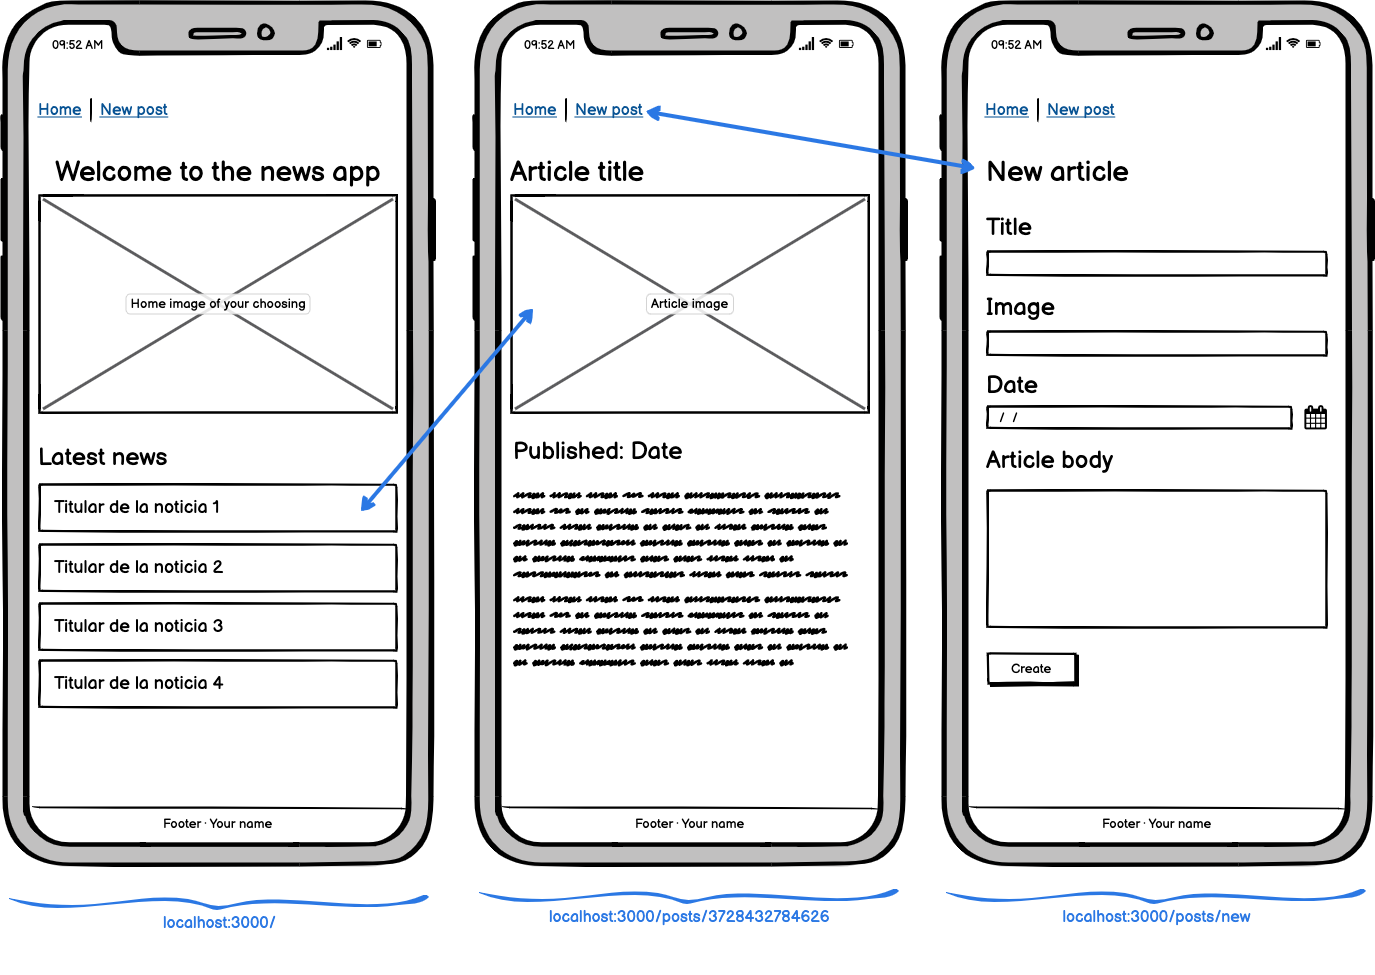 09:52 AM
Home | New post
Welcome to the news app
Home image of your choosing
Latest news
Titular de la noticia 1
Titular de la noticia 2
Titular de la noticia 3
Titular de la noticia 4
Footer · Your name
localhost:3000/
09:52 AM
Home | New post
Article title
Article image
Published: Date
Footer · Your name
localhost:3000/posts/3728432784626
09:52 AM
Home | New post
New article
Title
Image
Date
/ /
Article body
Create
Footer · Your name
localhost:3000/posts/new